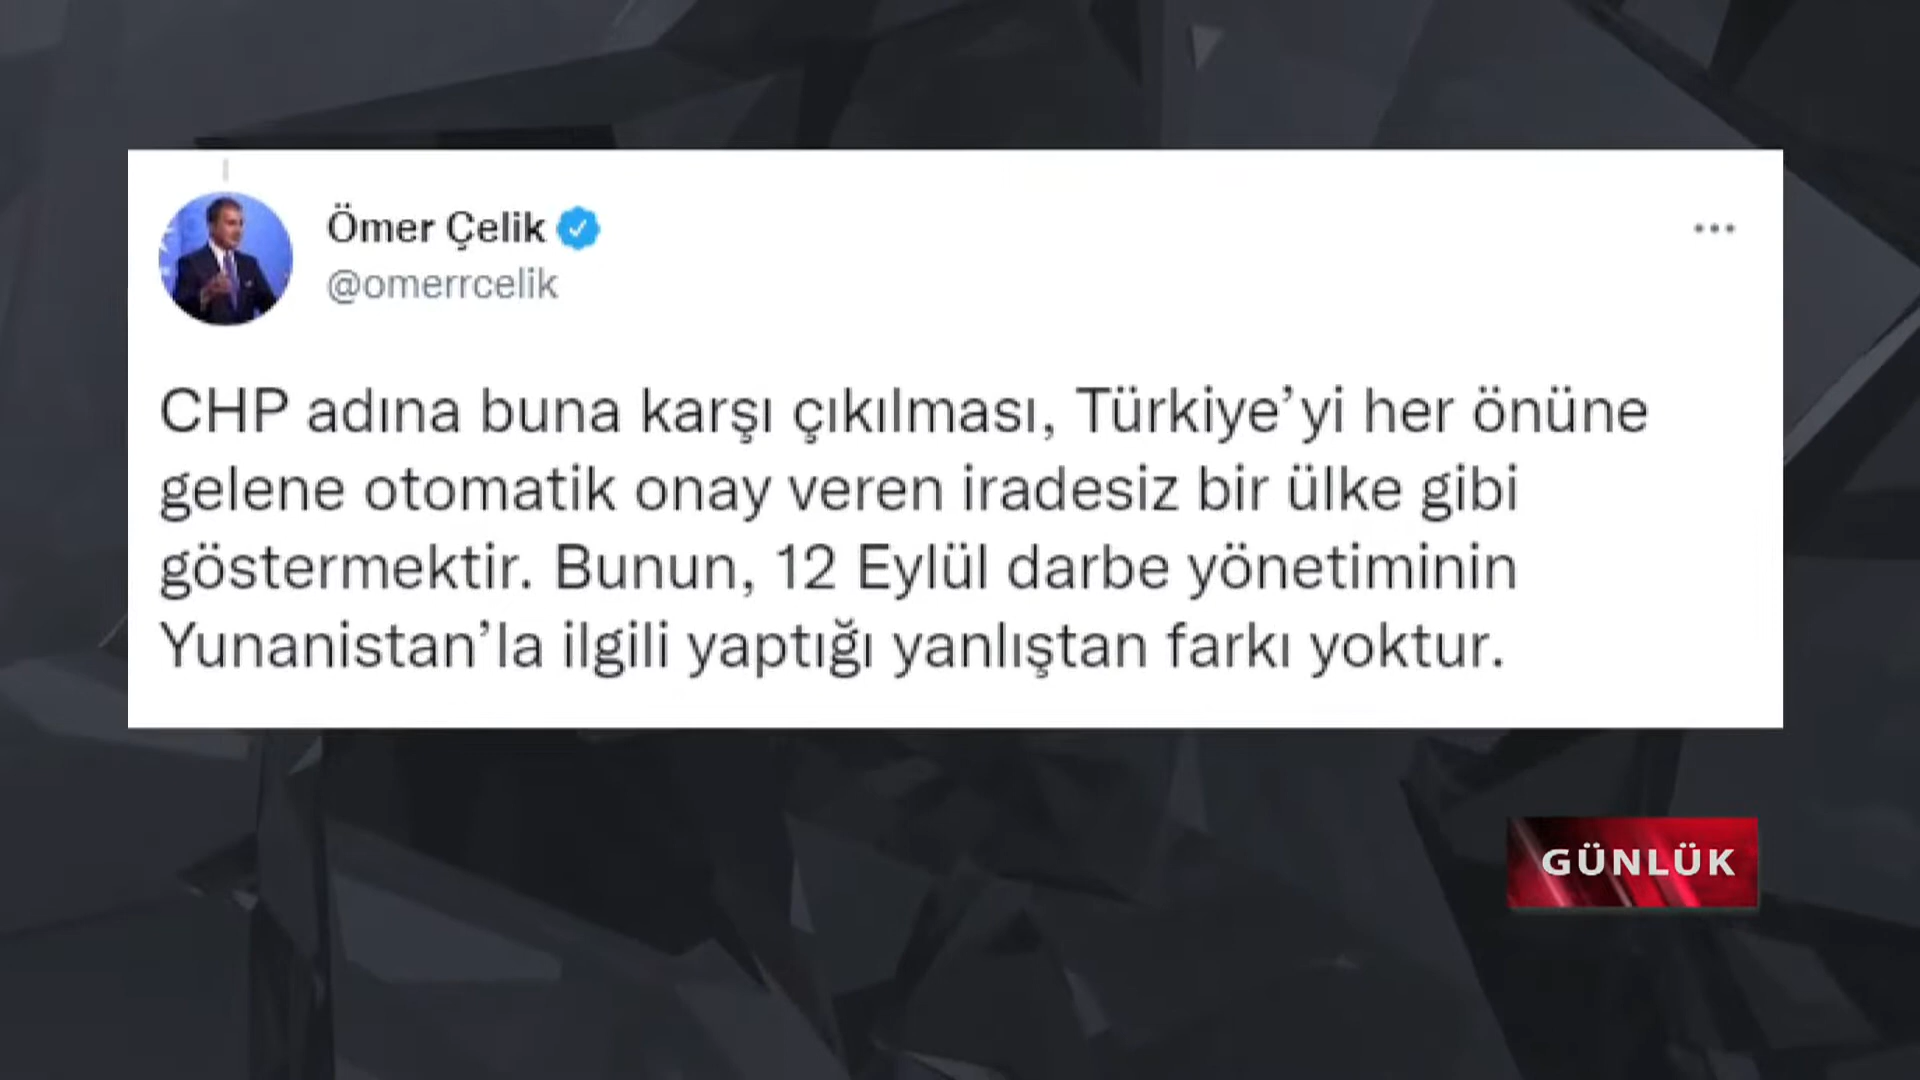 Ömer Çelik
@omerrcelik
CHP adına buna karşı çıkılması, Türkiye’yi her önüne
gelene otomatik onay veren iradesiz bir ülke gibi
göstermektir. Bunun, 12 Eylül darbe yönetiminin
Yunanistan’la ilgili yaptığı yanlıştan farkı yoktur.
GÜNLÜK